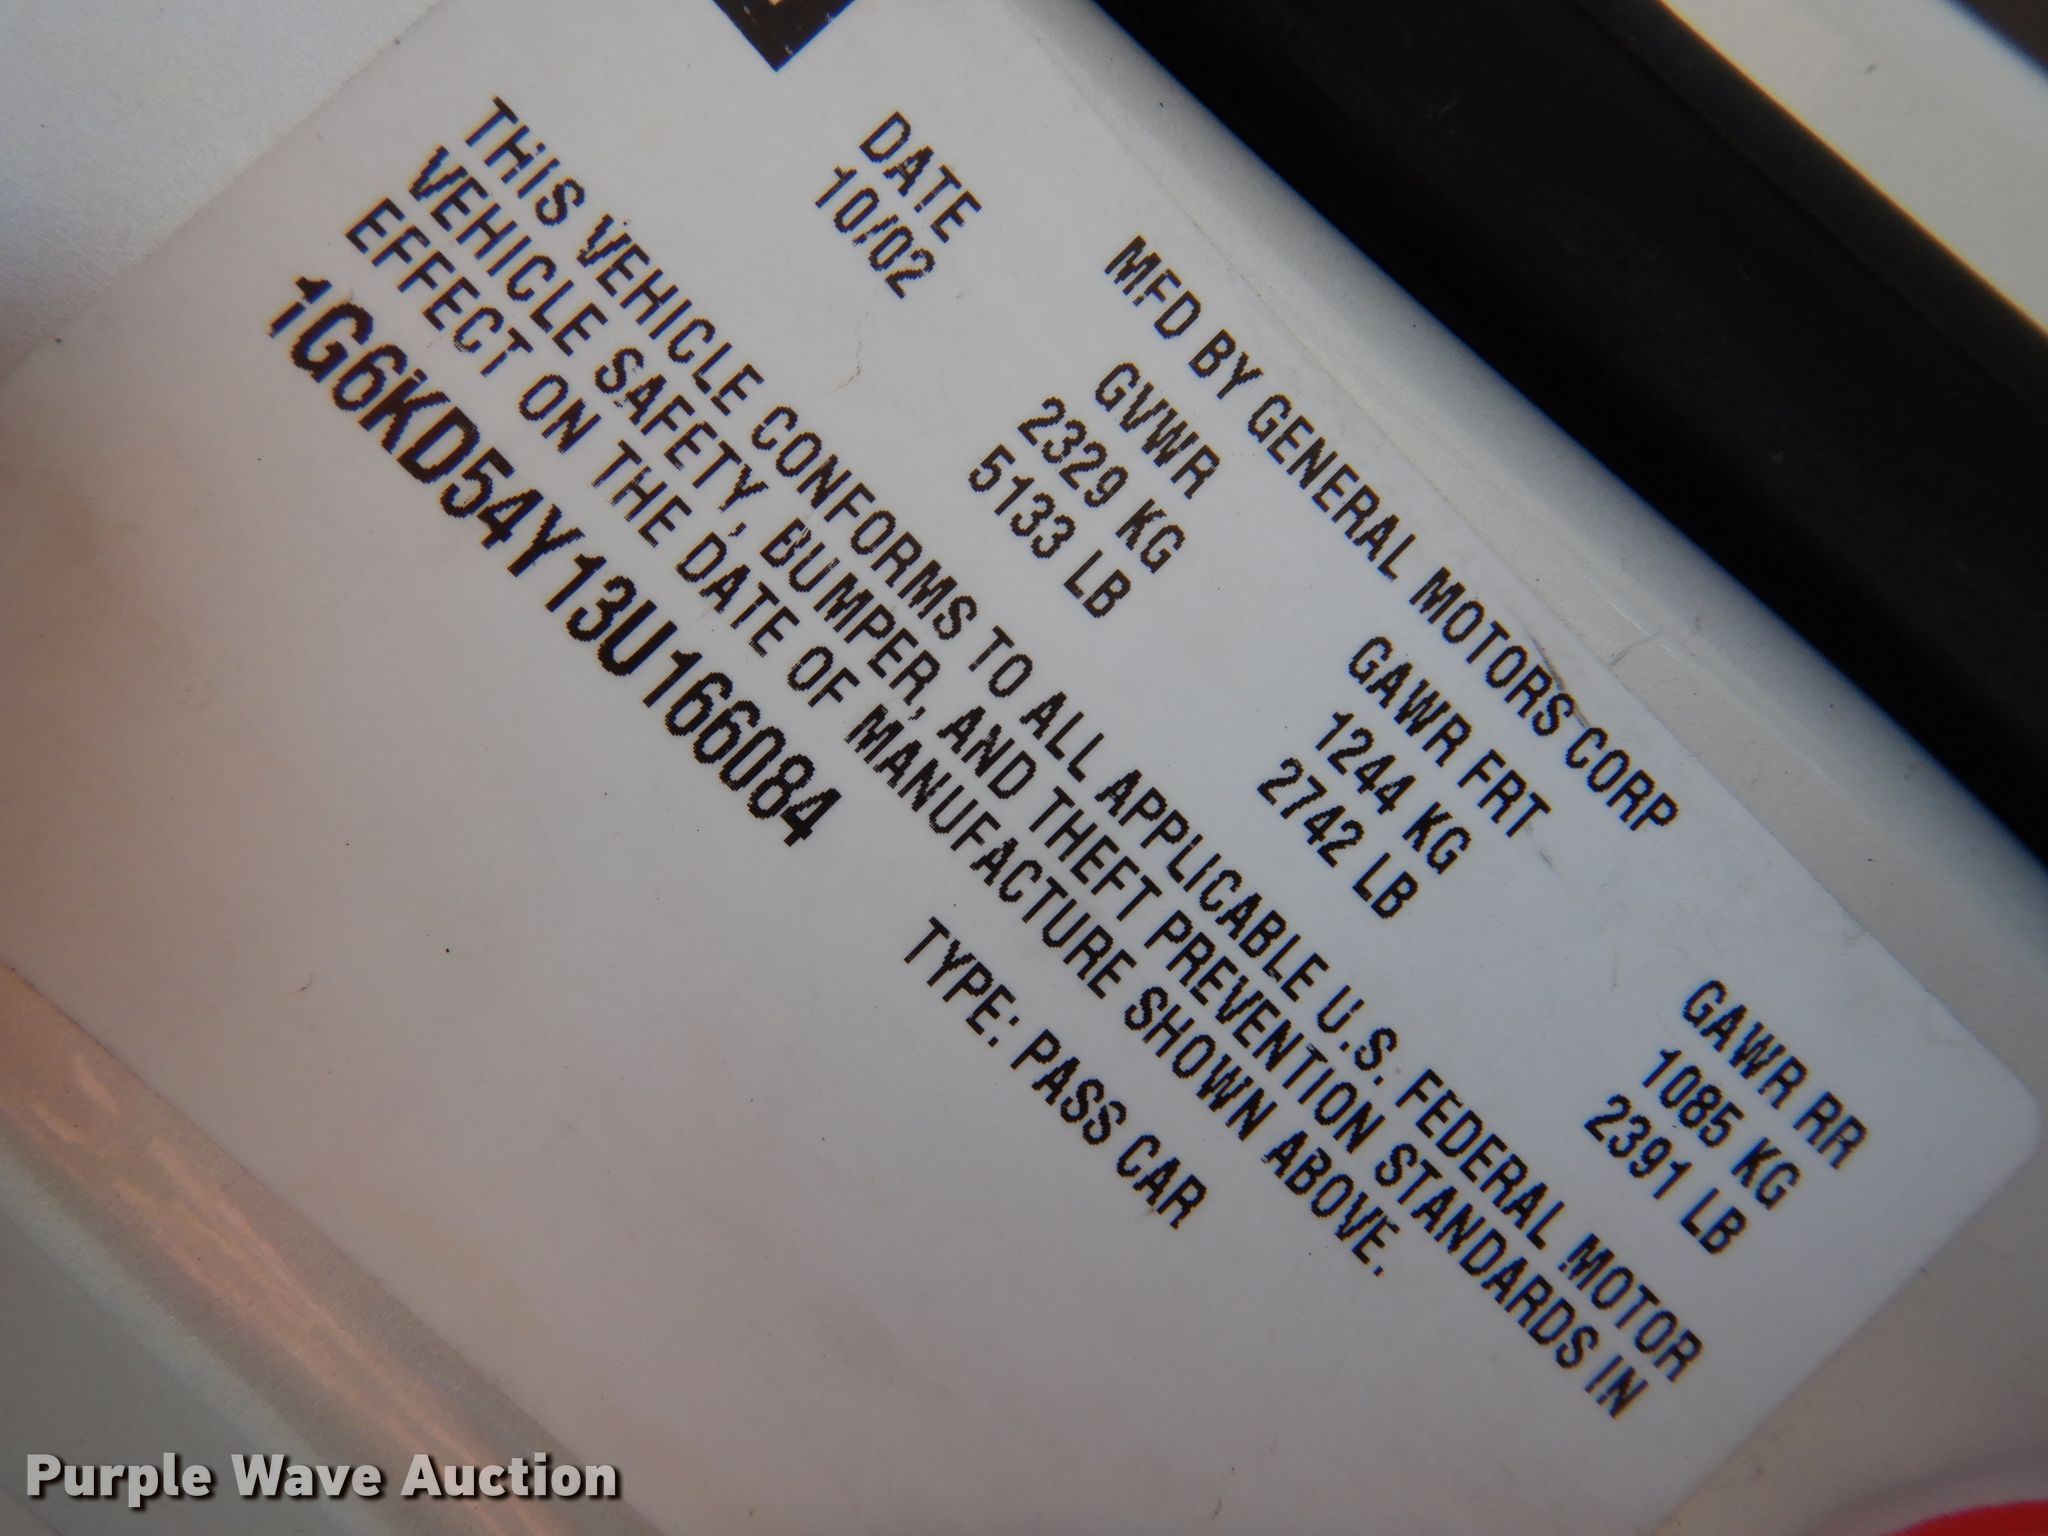 MFD BY GENERAL MOTORS CORP
DATE GVWR GAWR FRT GAWR RR
10/02 2329 KG 1244 KG 1085 KG
5133 LB 2742 LB 2391 LB
THIS VEHICLE CONFORMS TO ALL APPLICABLE U.S. FEDERAL MOTOR
VEHICLE SAFETY, BUMPER, AND THEFT PREVENTION STANDARDS IN
EFFECT ON THE DATE OF MANUFACTURE SHOWN ABOVE.
1G6KD54Y13U166084 TYPE: PASS CAR
Purple Wave Auction